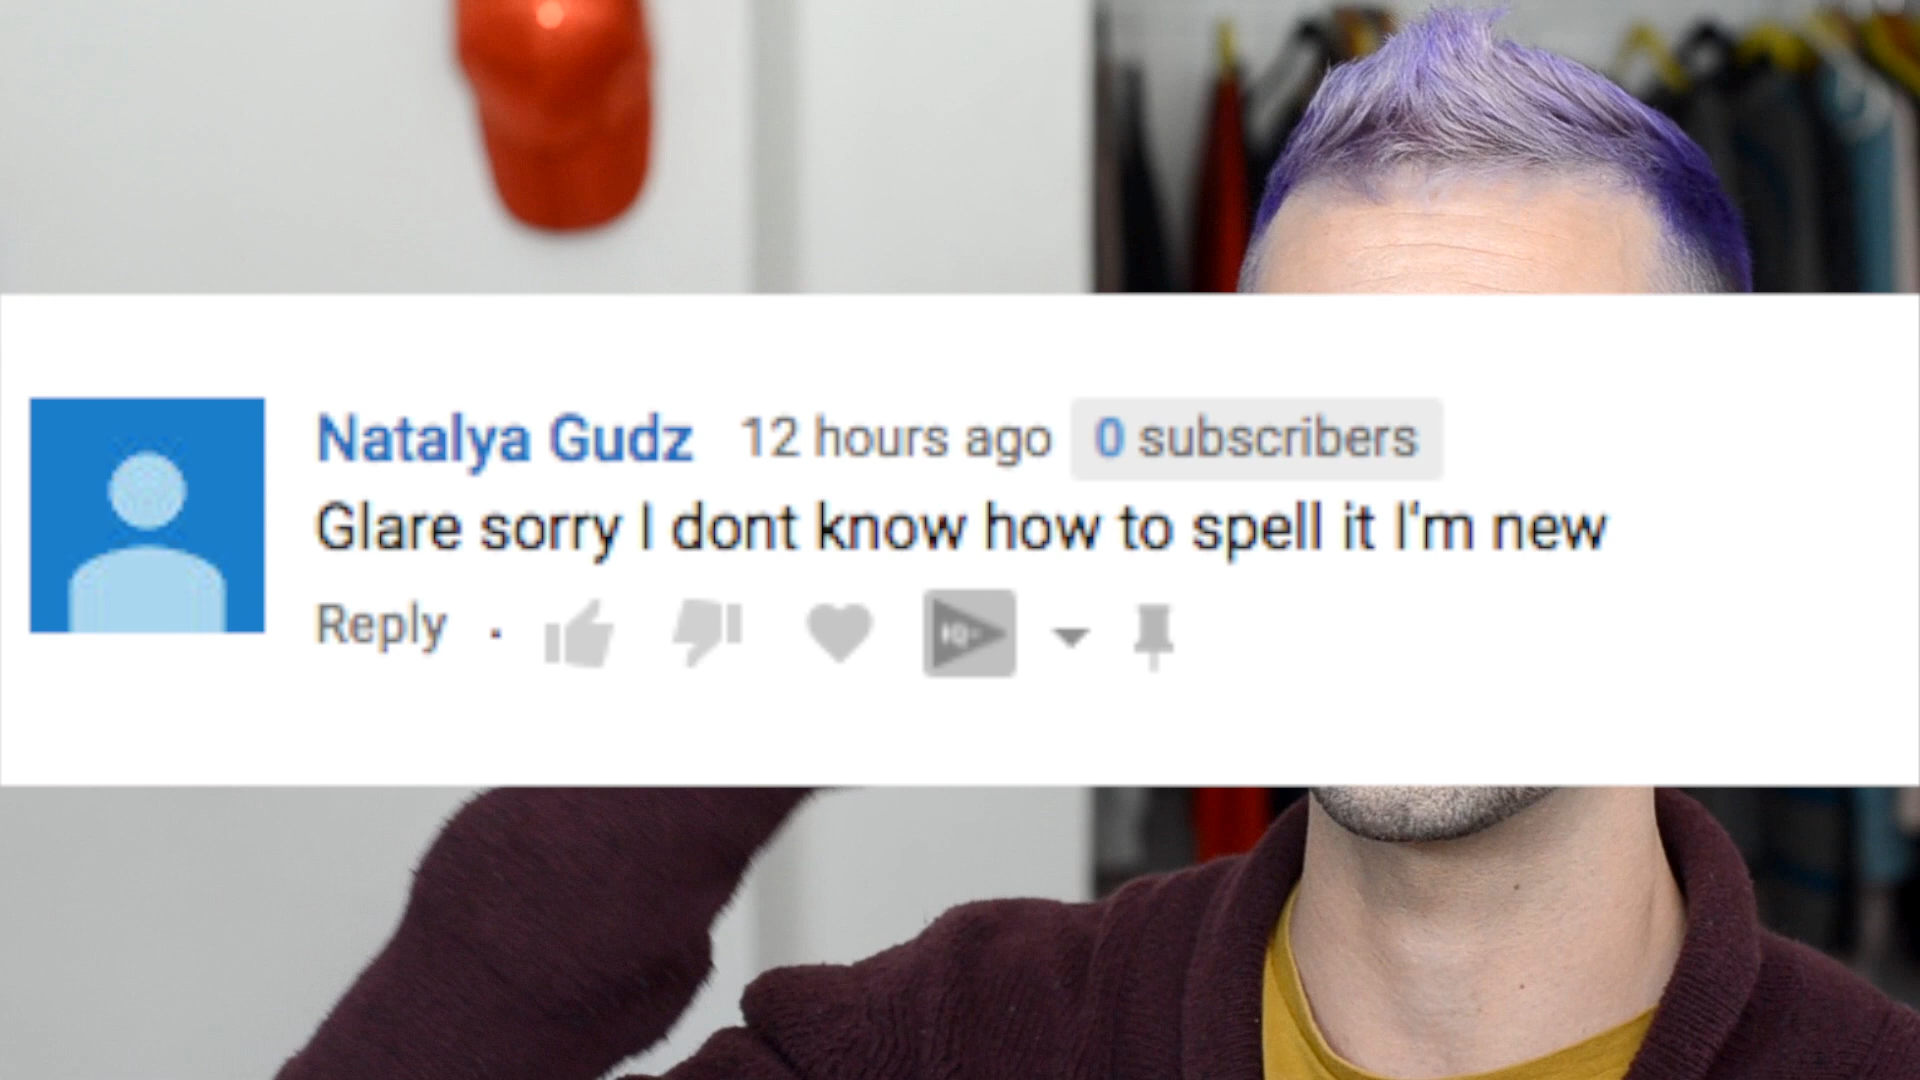 Natalya Gudz 12 hours ago 0 subscribers
Glare sorry I dont know how to spell it I'm new
Reply ·